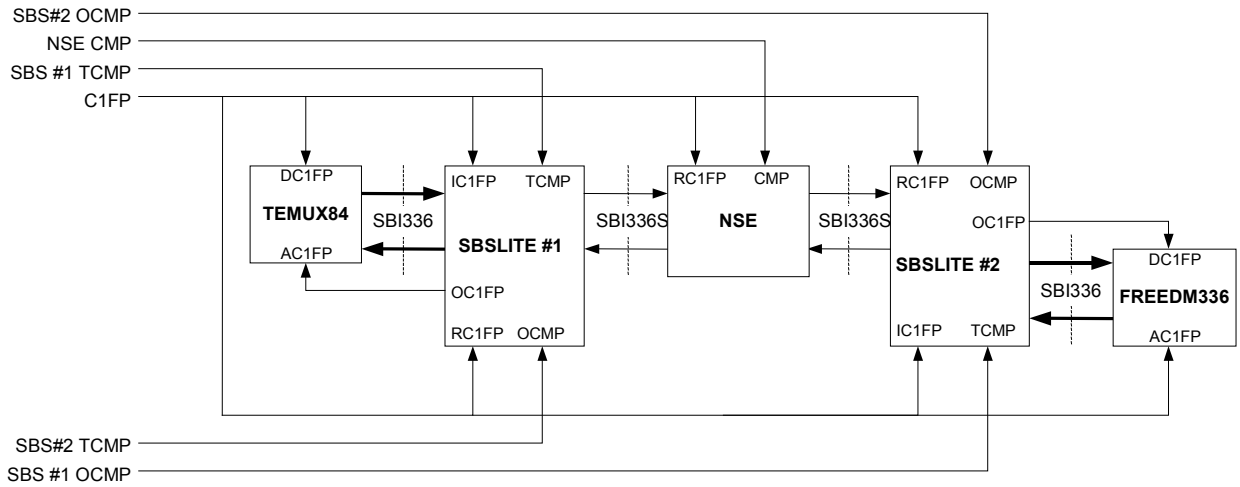 SBS#2 OCMP
NSE CMP
SBS #1 TCMP
C1FP
DC1FP
TEMUX84
AC1FP
SBI336
IC1FP TCMP
SBSLITE #1
OC1FP
RC1FP OCMP
SBI336S
RC1FP CMP
NSE
SBI336S
RC1FP OCMP
OC1FP
SBSLITE #2
IC1FP TCMP
SBI336
DC1FP
FREEDM336
AC1FP
SBS#2 TCMP
SBS #1 OCMP